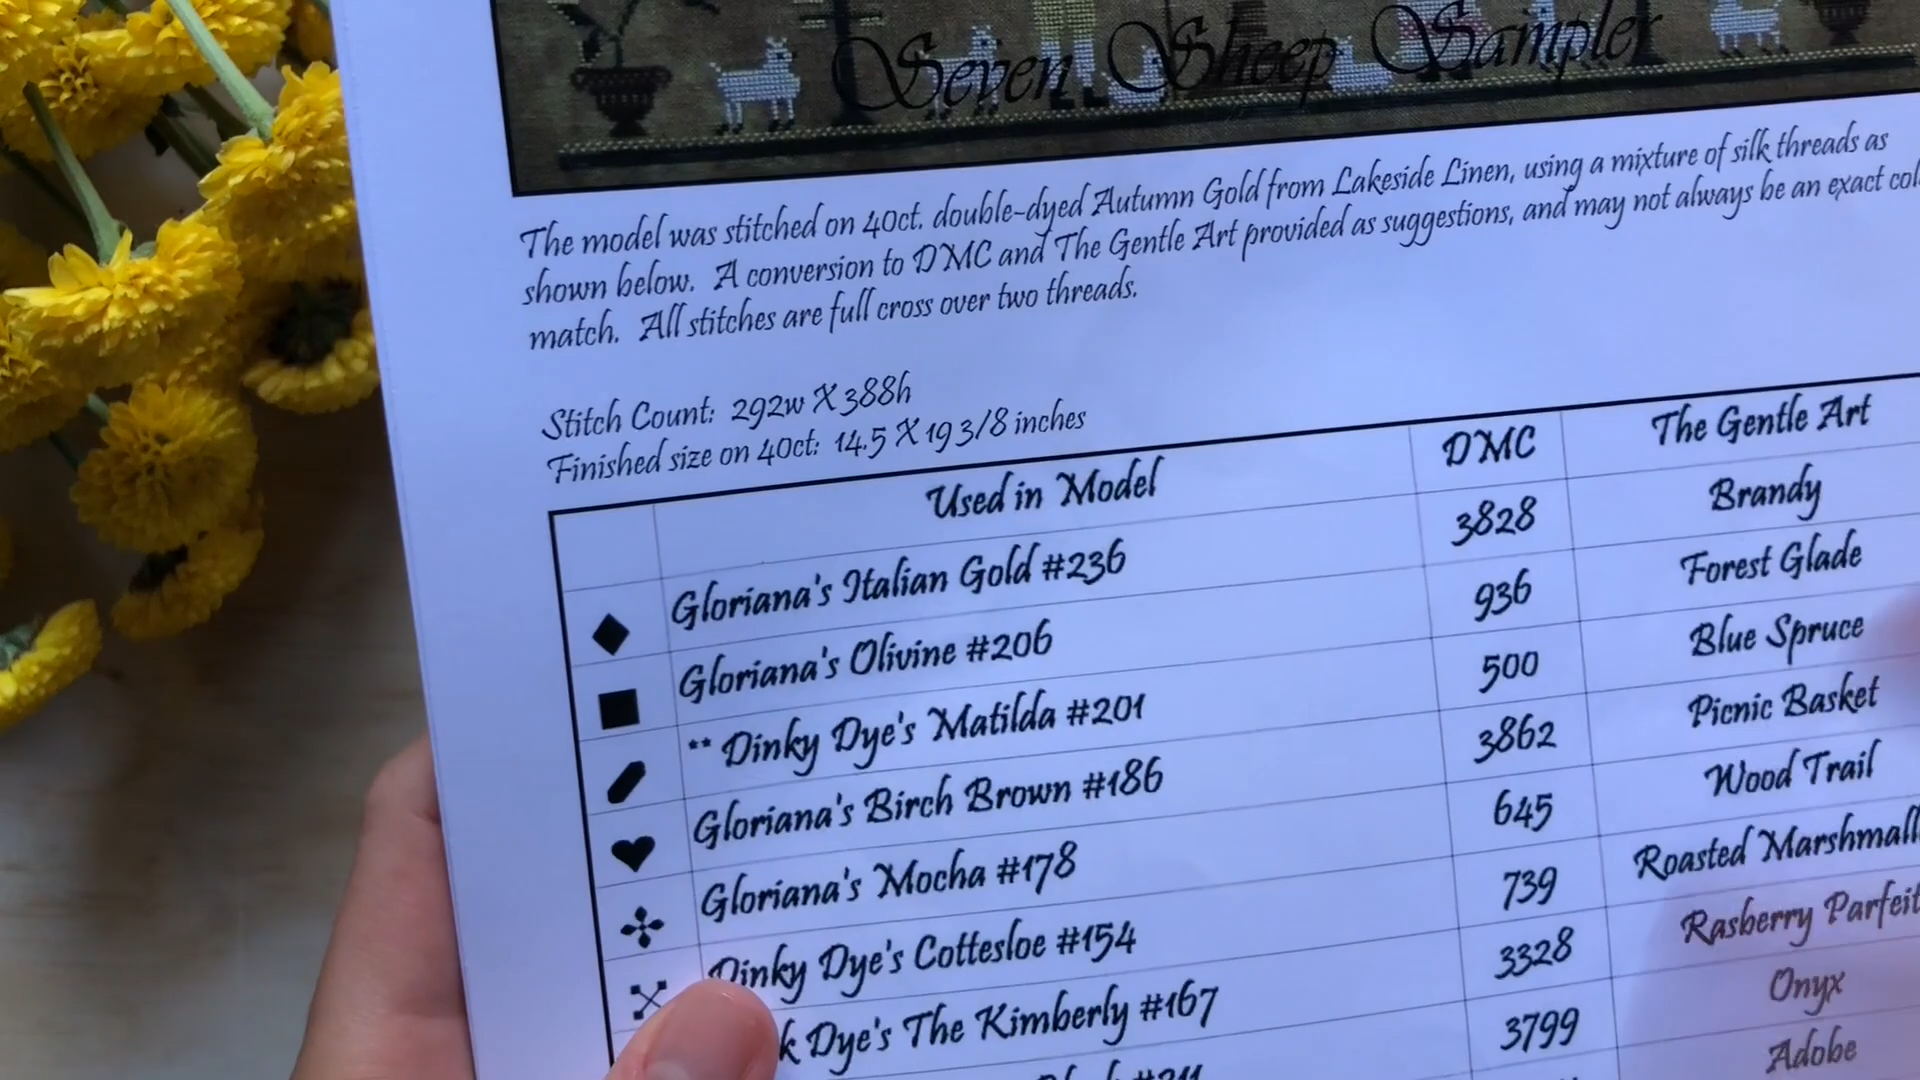 Seven Sheep Sampler
The model was stitched on 40ct. double-dyed Autumn Gold from Lakeside Linen, using a mixture of silk threads as
shown below. A conversion to DMC and The Gentle Art provided as suggestions, and may not always be an exact col
match. All stitches are full cross over two threads.
Stitch Count: 292w X 388h
Finished size on 40ct: 14.5 X 19 3/8 inches
Used in Model DMC The Gentle Art
Gloriana's Italian Gold #236 3828 Brandy
Gloriana's Olivine #206 936 Forest Glade
** Dinky Dye's Matilda #201 500 Blue Spruce
Gloriana's Birch Brown #186 3862 Picnic Basket
Gloriana's Mocha #178 645 Wood Trail
Dinky Dye's Cottesloe #154 739 Roasted Marshmall
k Dye's The Kimberly #167 3328 Rasberry Parfeit
3799 Onyx
Adobe